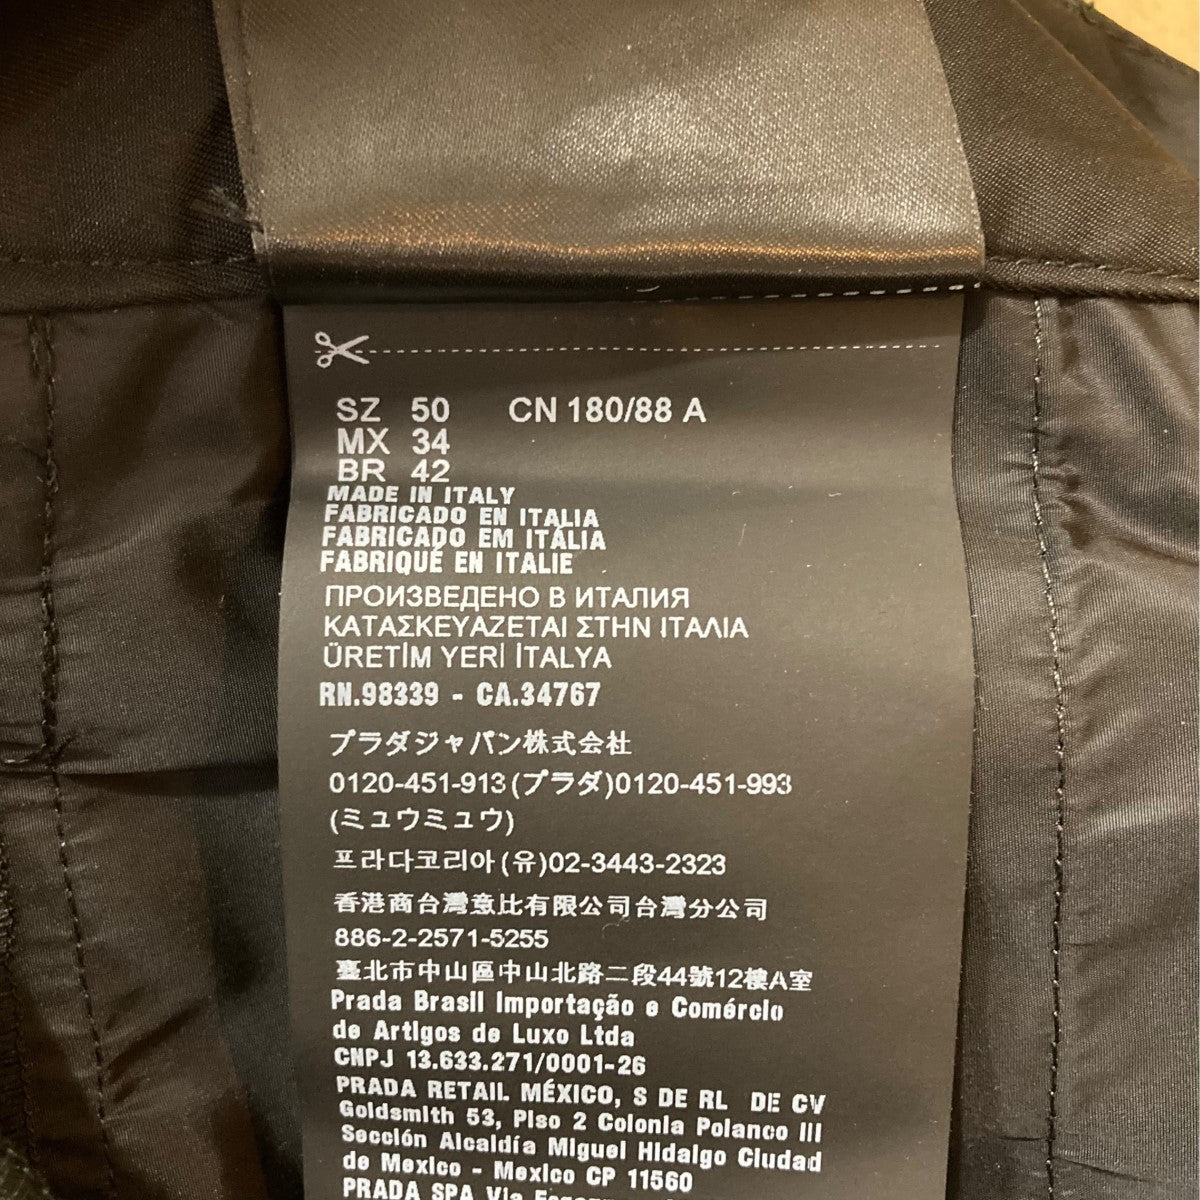 SZ 50 CN 180/88 A
MX 34
BR 42
MADE IN ITALY
FABRICADO EN ITALIA
FABRICADO EM ITÁLIA
FABRIQUÉ EN ITALIE
ПРОИЗВЕДЕНО В ИТАЛИЯ
ΚΑΤΑΣΚΕΥΑΖΕΤΑΙ ΣΤΗΝ ΙΤΑΛΙΑ
ÜRETİM YERİ İTALYA
RN.98339 - CA.34767
プラダジャパン株式会社
0120-451-913(プラダ)0120-451-993
(ミュウミュウ)
프라다코리아(유)02-3443-2323
香港商台灣意比有限公司台灣分公司
886-2-2571-5255
臺北市中山區中山北路二段44號12樓A室
Prada Brasil Importação e Comércio
de Artigos de Luxo Ltda
CNPJ 13.633.271/0001-26
PRADA RETAIL MÉXICO, S DE RL DE CV
Goldsmith 53, Piso 2 Colonia Polanco III
Sección Alcaldía Miguel Hidalgo Ciudad
de Mexico - Mexico CP 11560
PRADA SPA Via